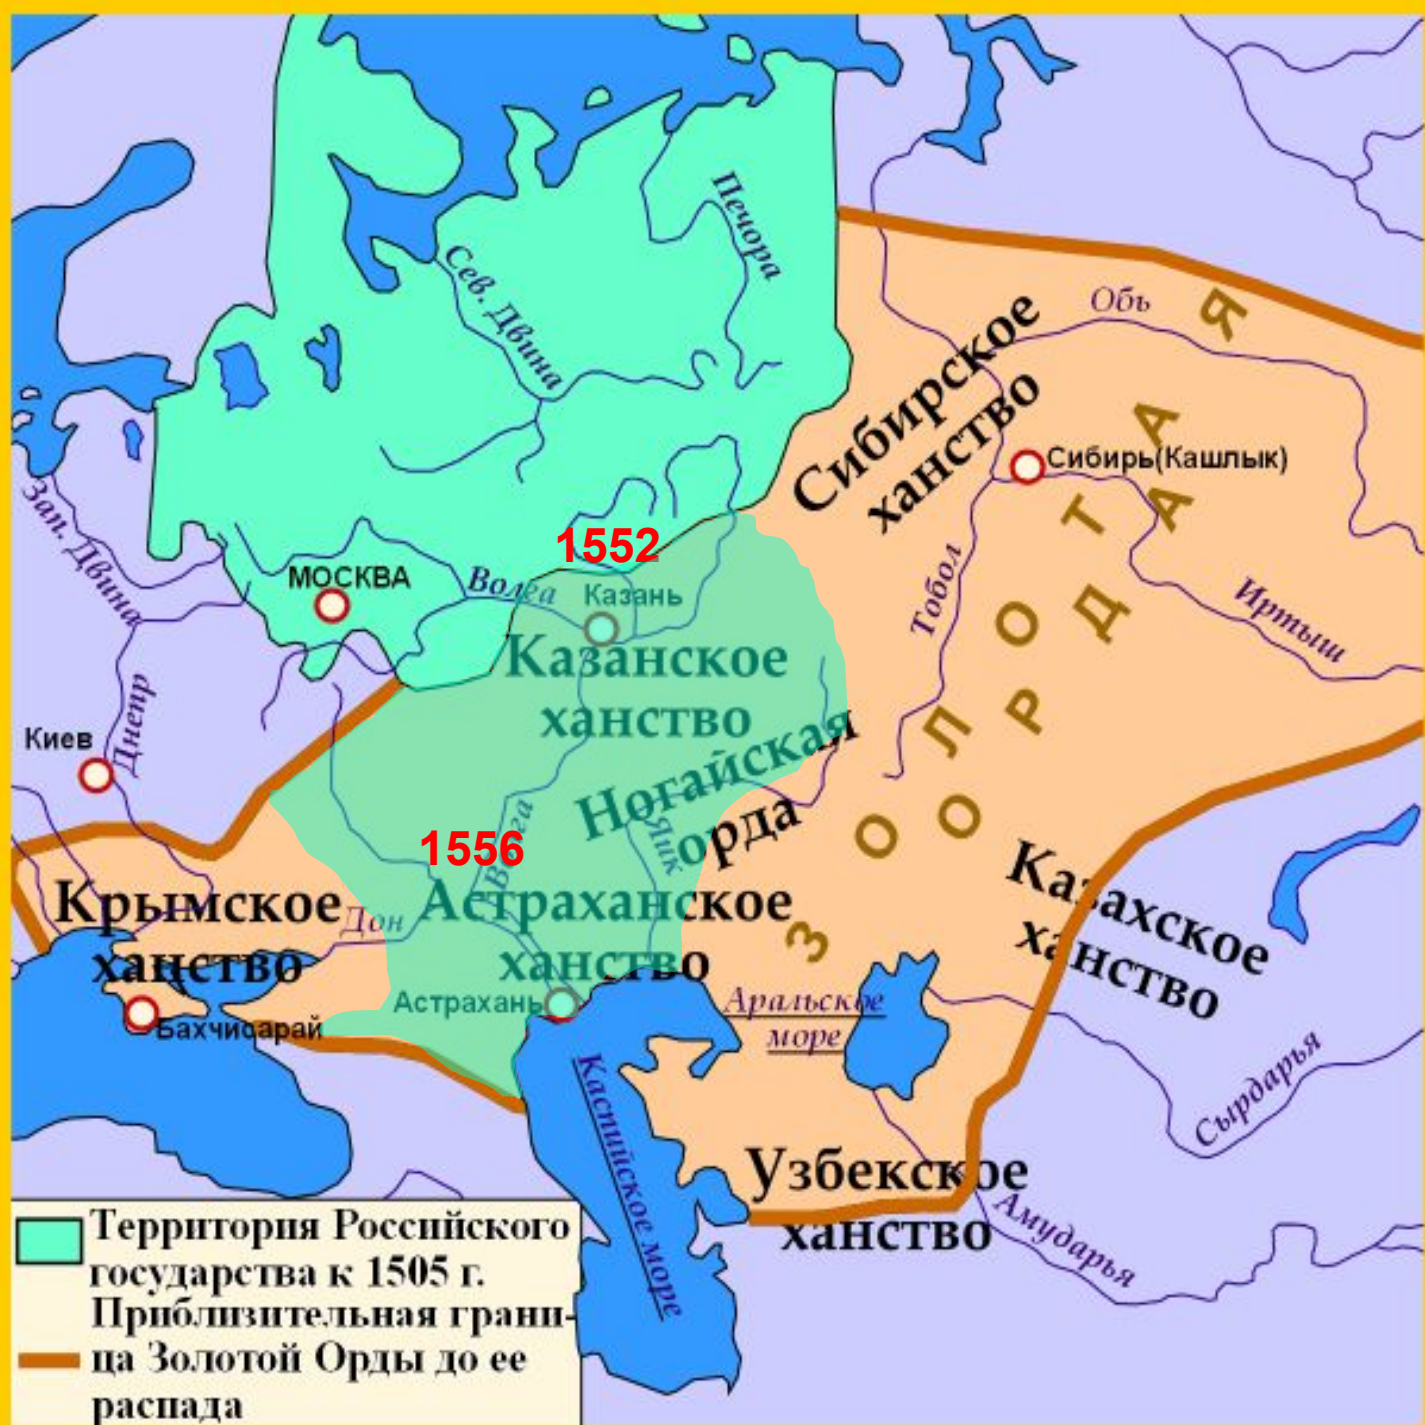 Печора
Сев. Двина
Обь
Сибирское
ханство
Сибирь(Кашлык)
ЗОЛОТАЯ
ОРДА
Зап. Двина
1552
МОСКВА
Волга
Казань
Тобол
Иртыш
Казанское
ханство
Киев
Днепр
Ногайская
орда
Яик
1556
Волга
Крымское
ханство
Дон
Астраханское
ханство
Астрахань
Бахчисарай
Казахское
ханство
Аральское
море
Каспийское море
Сырдарья
Узбекское
ханство
Амударья
Территория Российского
государства к 1505 г.
Приблизительная грани-
ца Золотой Орды до ее
распада